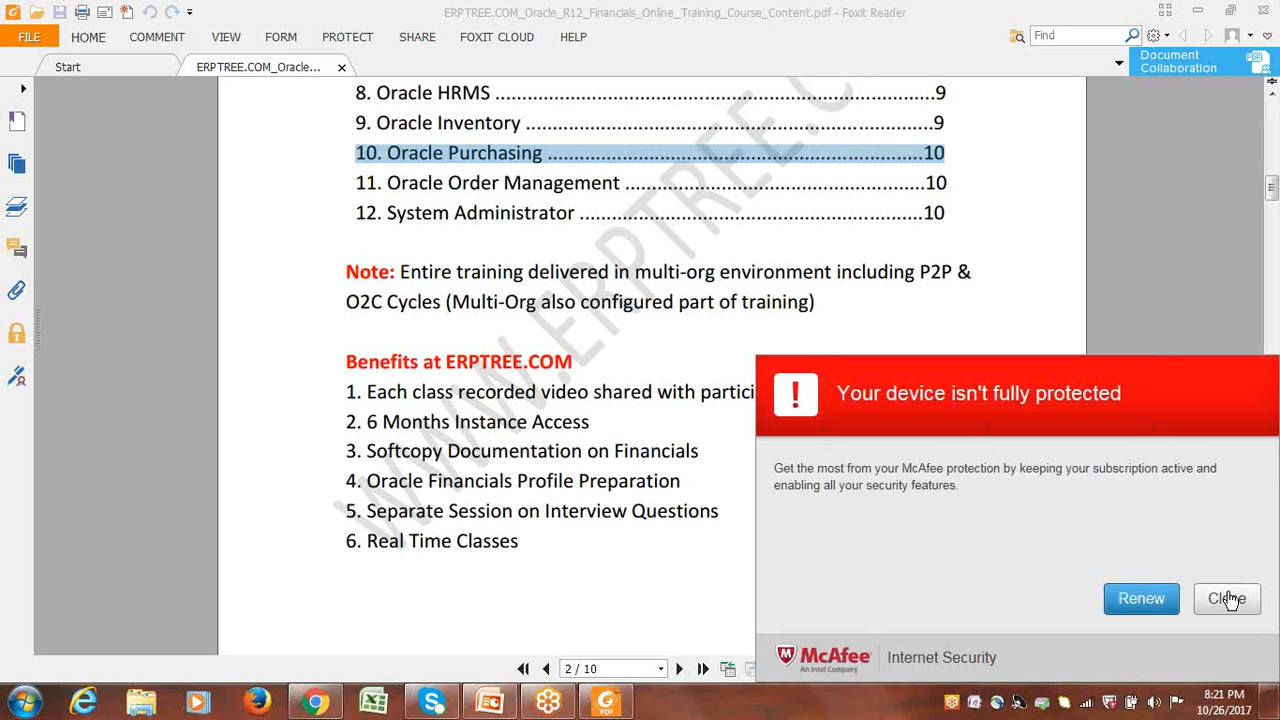 ERPTREE.COM_Oracle_R12_Financials_Online_Training_Course_Content.pdf - Foxit Reader
FILE HOME COMMENT VIEW FORM PROTECT SHARE FOXIT CLOUD HELP Find
Start ERPTREE.COM_Oracle... Document Collaboration
8. Oracle HRMS ....................................................................................9
9. Oracle Inventory ..............................................................................9
10. Oracle Purchasing ..........................................................................10
11. Oracle Order Management ...........................................................10
12. System Administrator ....................................................................10
Note: Entire training delivered in multi-org environment including P2P &
O2C Cycles (Multi-Org also configured part of training)
Benefits at ERPTREE.COM
1. Each class recorded video shared with partici
2. 6 Months Instance Access
3. Softcopy Documentation on Financials
4. Oracle Financials Profile Preparation
5. Separate Session on Interview Questions
6. Real Time Classes
WWW.ERPTREE.C
Your device isn't fully protected
Get the most from your McAfee protection by keeping your subscription active and
enabling all your security features.
Renew Close
McAfee Internet Security
An Intel Company
2 / 10
8:21 PM
10/26/2017